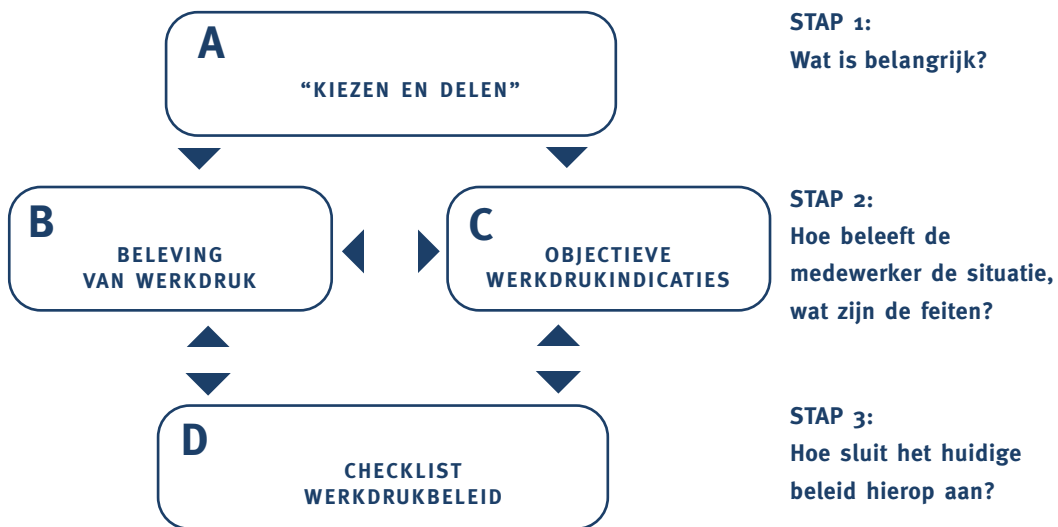 A
“KIEZEN EN DELEN”
STAP 1:
Wat is belangrijk?
B
BELEVING
VAN WERKDRUK
C
OBJECTIEVE
WERKDRUKINDICATIES
STAP 2:
Hoe beleeft de
medewerker de situatie,
wat zijn de feiten?
D
CHECKLIST
WERKDRUKBELEID
STAP 3:
Hoe sluit het huidige
beleid hierop aan?